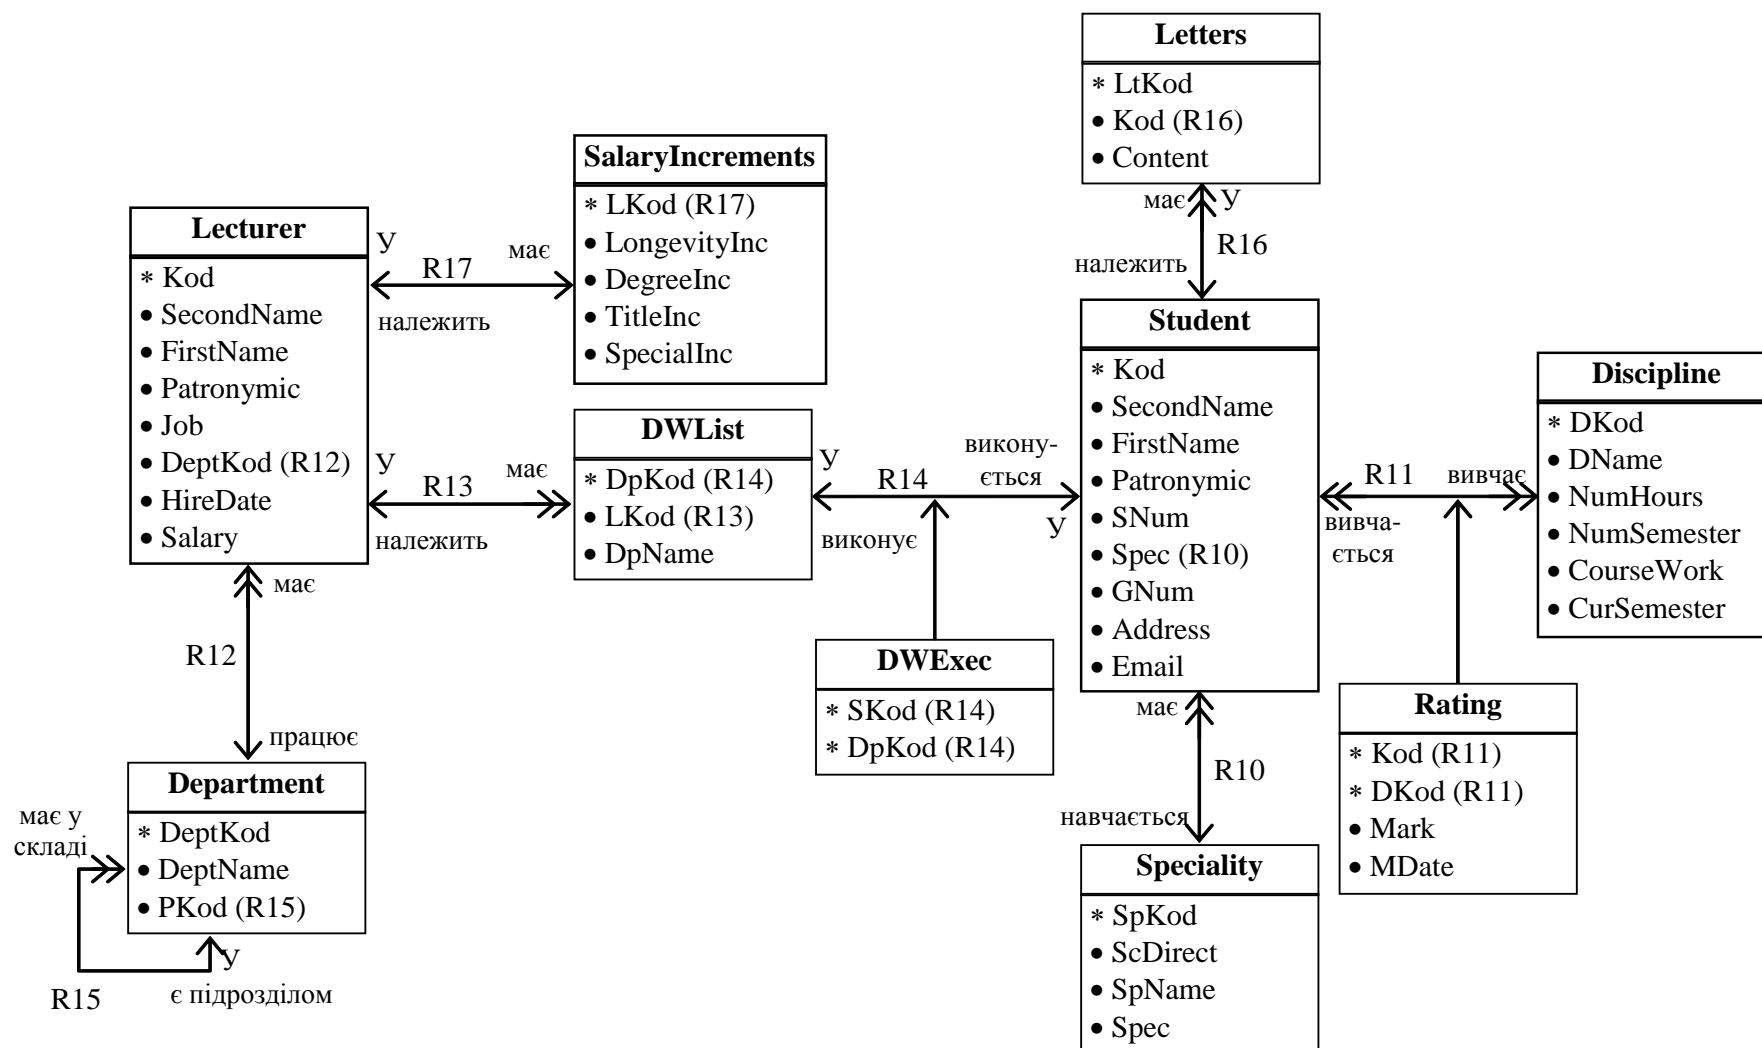 Letters
* LtKod
• Kod (R16)
• Content
має
У
R16
належить
SalaryIncrements
* LKod (R17)
• LongevityInc
• DegreeInc
• TitleInc
• SpecialInc
Lecturer
* Kod
• SecondName
• FirstName
• Patronymic
• Job
• DeptKod (R12)
• HireDate
• Salary
У
R17
має
належить
У
R13
має
належить
DWList
* DpKod (R14)
• LKod (R13)
• DpName
У
R14
викону-
ється
виконує
У
Student
* Kod
• SecondName
• FirstName
• Patronymic
• SNum
• Spec (R10)
• GNum
• Address
• Email
R11
вивчає
вивча-
ється
Discipline
* DKod
• DName
• NumHours
• NumSemester
• CourseWork
• CurSemester
DWExec
* SKod (R14)
* DpKod (R14)
Rating
* Kod (R11)
* DKod (R11)
• Mark
• MDate
має
R12
працює
Department
* DeptKod
• DeptName
• PKod (R15)
має у
складі
У
R15
є підрозділом
має
R10
навчається
Speciality
* SpKod
• ScDirect
• SpName
• Spec